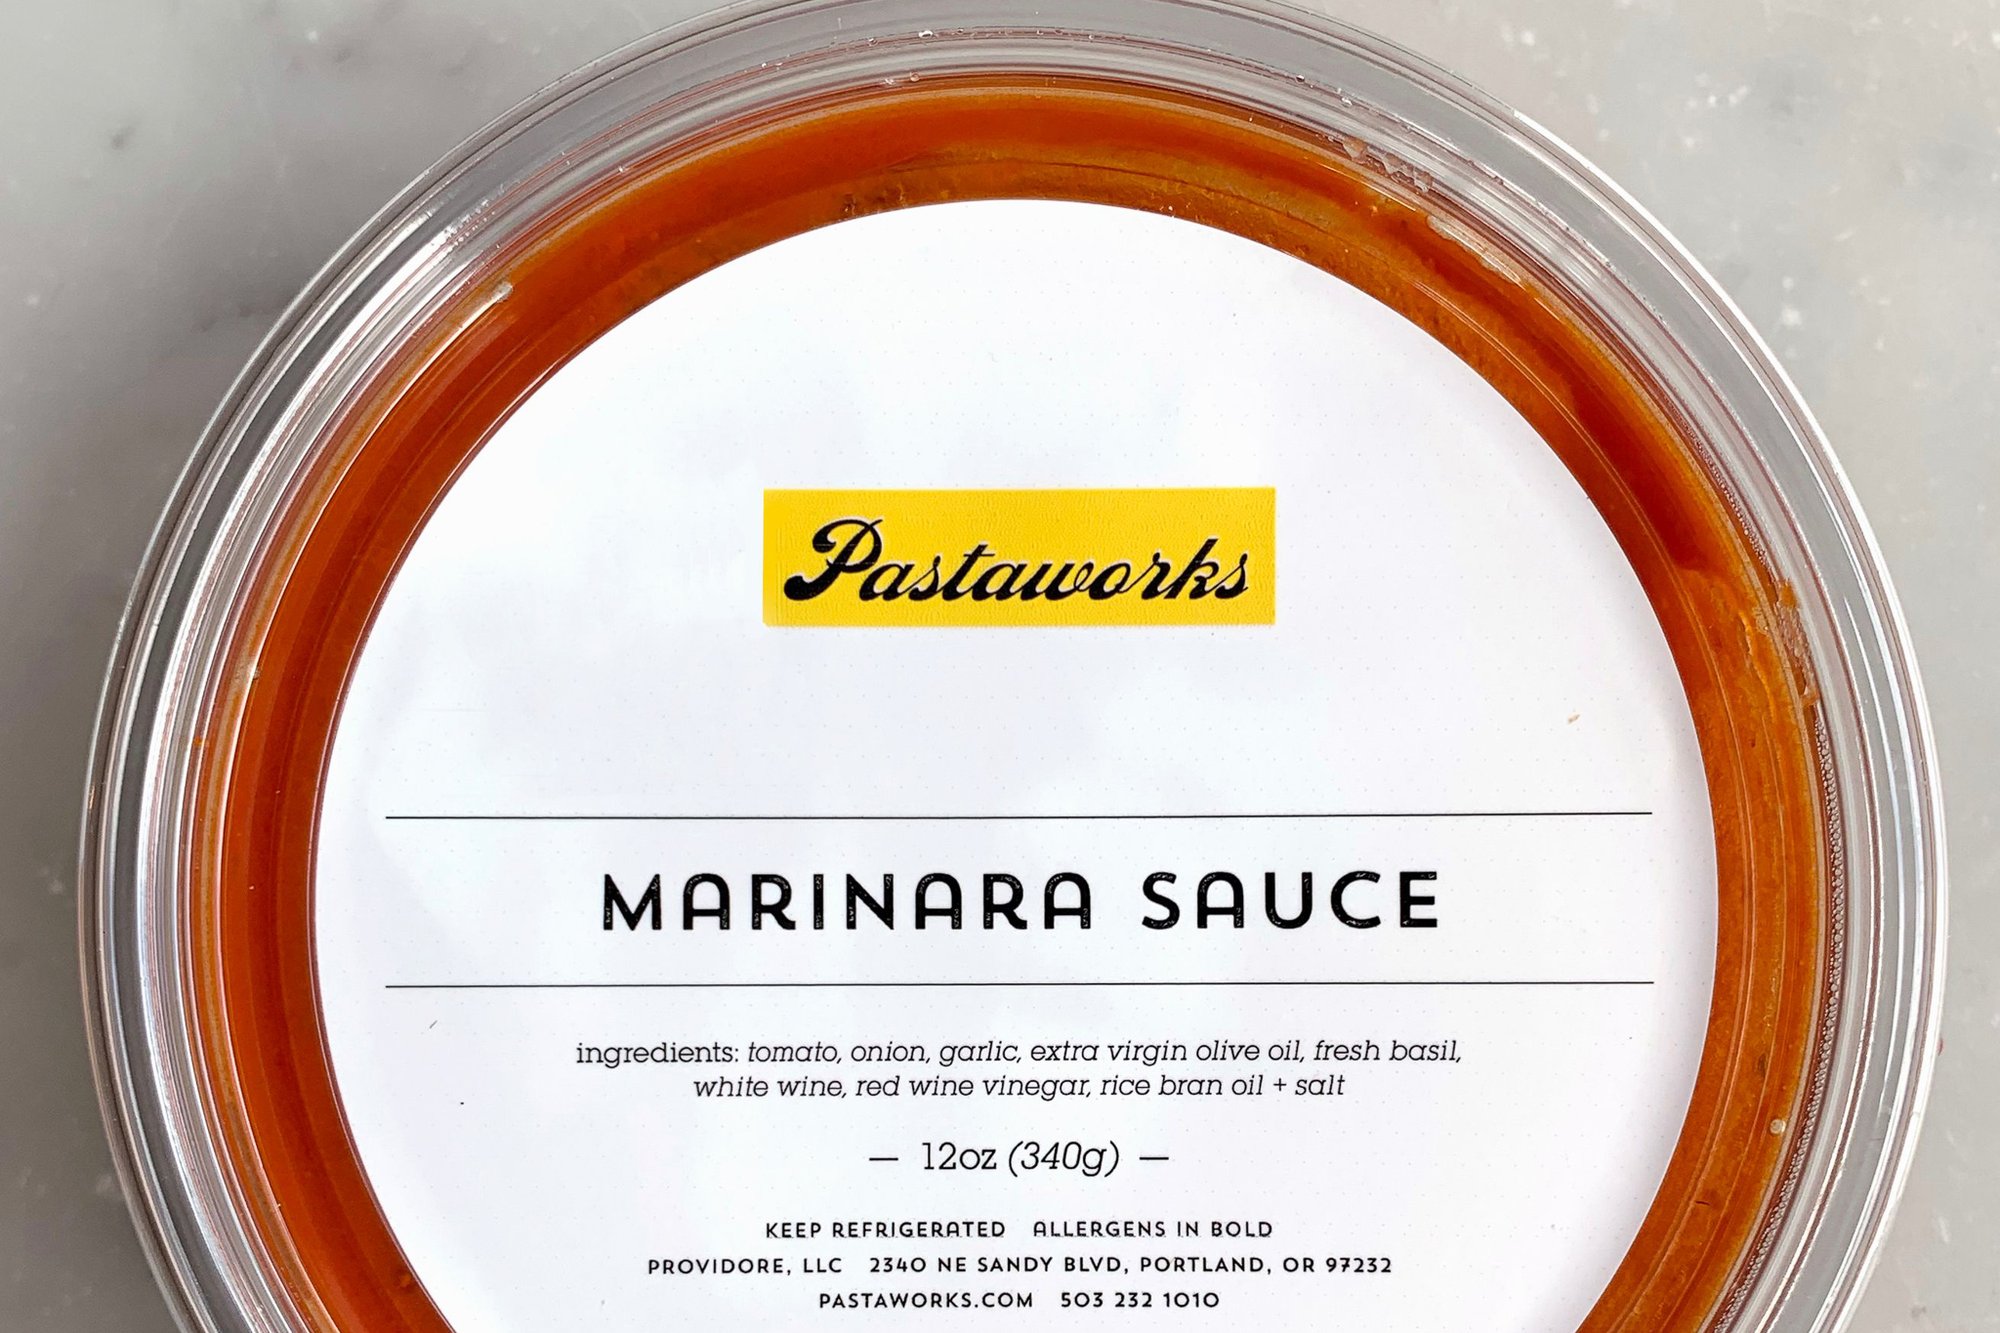 Pastaworks
MARINARA SAUCE
ingredients: tomato, onion, garlic, extra virgin olive oil, fresh basil,
white wine, red wine vinegar, rice bran oil + salt
— 12oz (340g) —
KEEP REFRIGERATED ALLERGENS IN BOLD
PROVIDORE, LLC 2340 NE SANDY BLVD, PORTLAND, OR 97232
PASTAWORKS.COM 503 232 1010